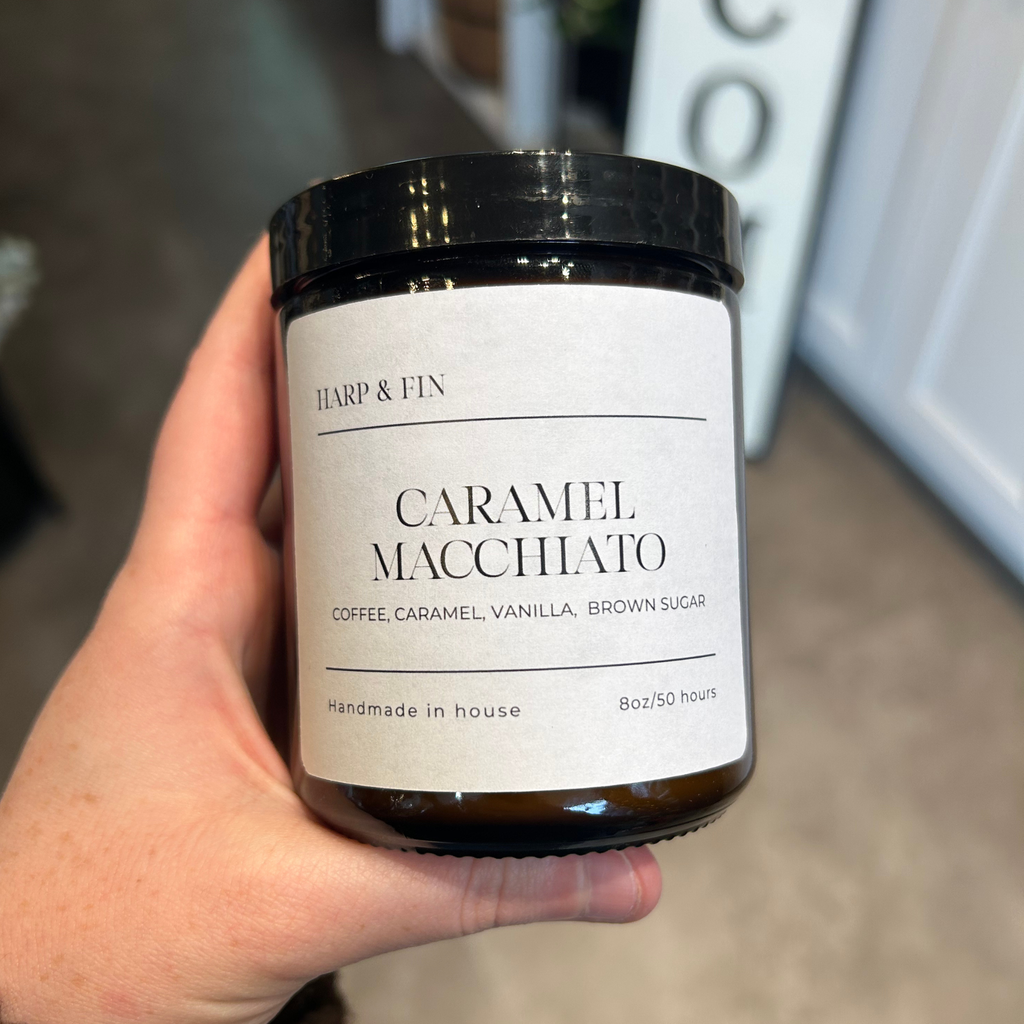 HARP & FIN
CARAMEL
MACCHIATO
COFFEE, CARAMEL, VANILLA, BROWN SUGAR
Handmade in house
8oz/50 hours